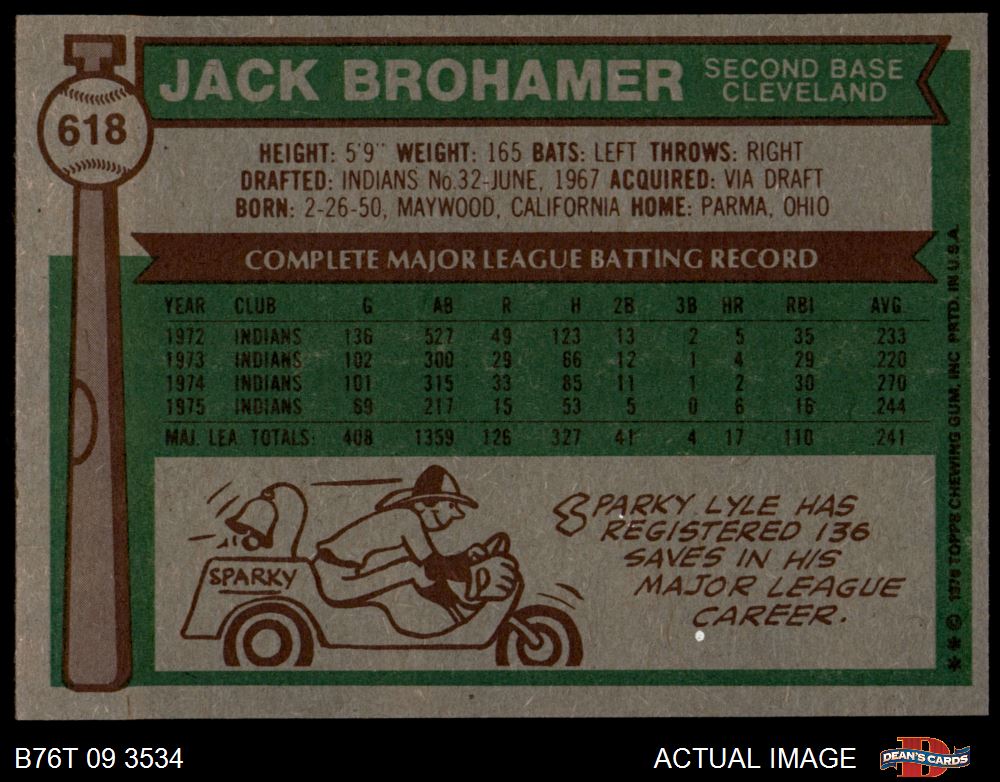 618
JACK BROHAMER
SECOND BASE
CLEVELAND
HEIGHT: 5'9" WEIGHT: 165 BATS: LEFT THROWS: RIGHT
DRAFTED: INDIANS No.32-JUNE, 1967 ACQUIRED: VIA DRAFT
BORN: 2-26-50, MAYWOOD, CALIFORNIA HOME: PARMA, OHIO
COMPLETE MAJOR LEAGUE BATTING RECORD
YEAR CLUB G AB R H 2B 3B HR RBI AVG.
1972 INDIANS 136 527 49 123 13 2 5 35 .233
1973 INDIANS 102 300 29 66 12 1 4 29 .220
1974 INDIANS 101 315 33 85 11 1 2 30 .270
1975 INDIANS 69 217 15 53 5 0 6 16 .244
MAJ. LEA. TOTALS: 408 1359 126 327 41 4 17 110 .241
SPARKY
SPARKY LYLE HAS
REGISTERED 136
SAVES IN HIS
MAJOR LEAGUE
CAREER.
** © 1976 TOPPS CHEWING GUM, INC PRTD. IN U.S.A.
B76T 09 3534
ACTUAL IMAGE
D
DEAN'S CARDS